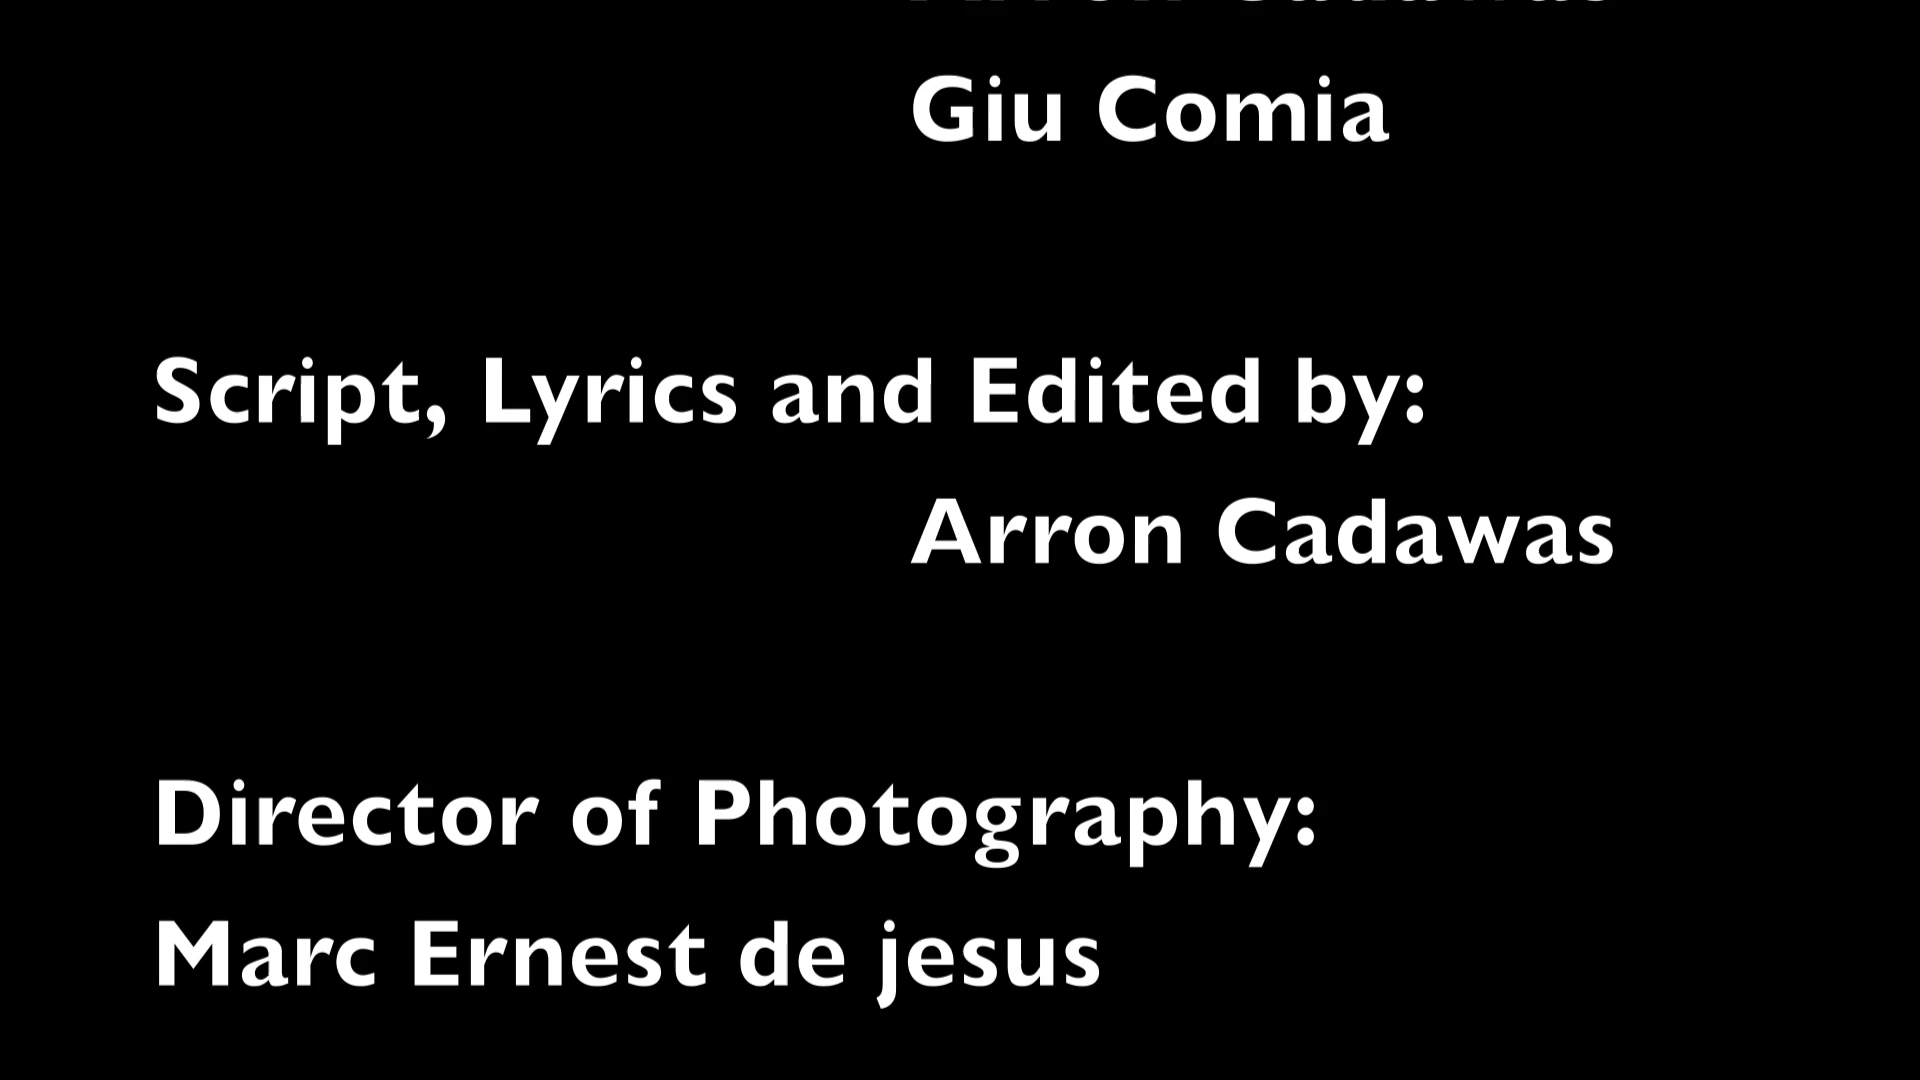 Giu Comia
Script, Lyrics and Edited by:
Arron Cadawas
Director of Photography:
Marc Ernest de jesus